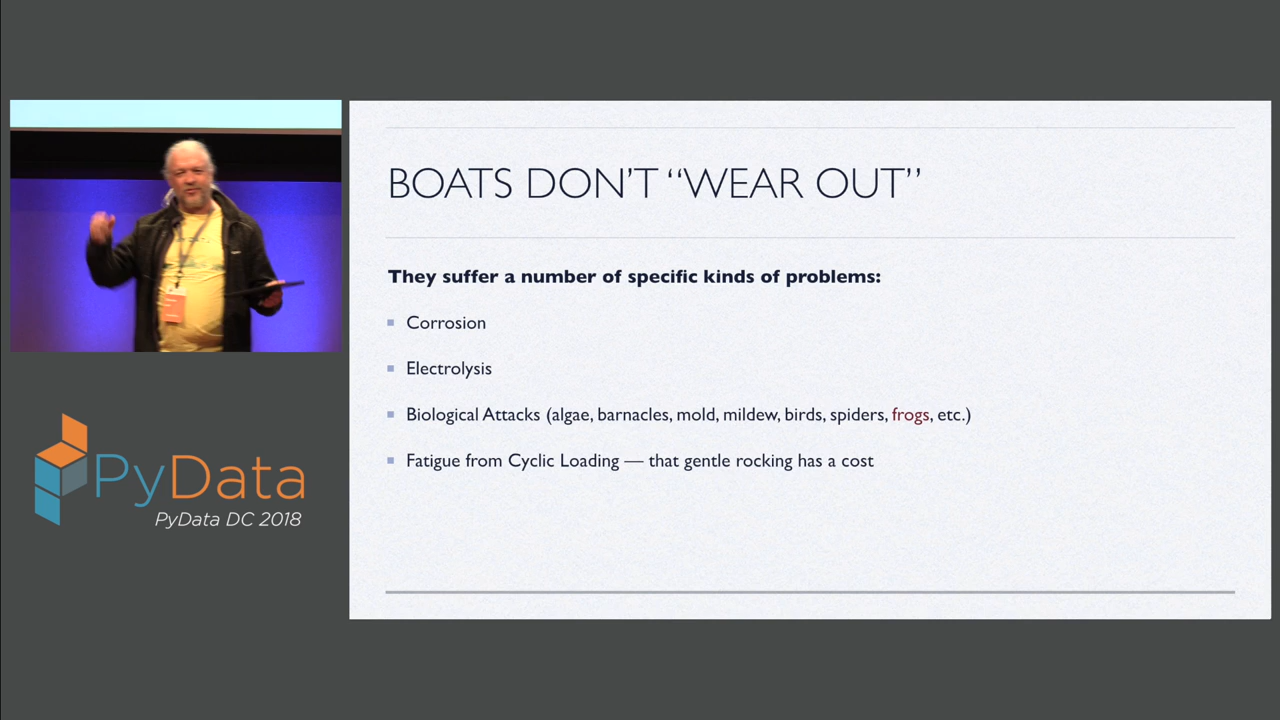 BOATS DON’T “WEAR OUT”
They suffer a number of specific kinds of problems:
Corrosion
Electrolysis
Biological Attacks (algae, barnacles, mold, mildew, birds, spiders, frogs, etc.)
Fatigue from Cyclic Loading — that gentle rocking has a cost
PyData
PyData DC 2018